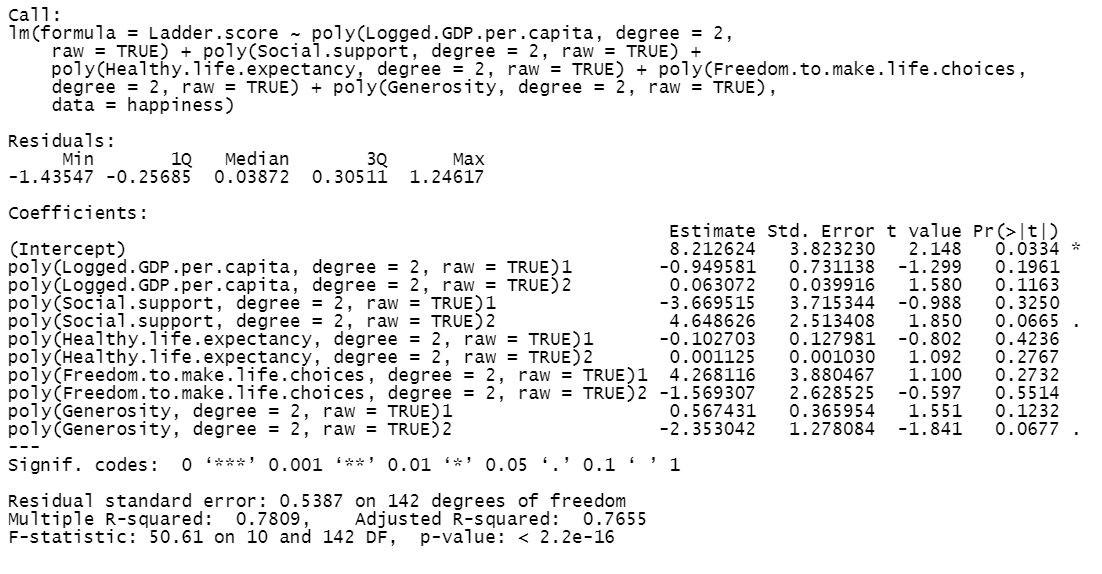 Call:
lm(formula = Ladder.score ~ poly(Logged.GDP.per.capita, degree = 2,
    raw = TRUE) + poly(Social.support, degree = 2, raw = TRUE) +
    poly(Healthy.life.expectancy, degree = 2, raw = TRUE) + poly(Freedom.to.make.life.choices,
    degree = 2, raw = TRUE) + poly(Generosity, degree = 2, raw = TRUE),
    data = happiness)

Residuals:
     Min       1Q   Median       3Q      Max
-1.43547 -0.25685  0.03872  0.30511  1.24617

Coefficients:
                                                          Estimate Std. Error t value Pr(>|t|)
(Intercept)                                               8.212624   3.823230   2.148   0.0334 *
poly(Logged.GDP.per.capita, degree = 2, raw = TRUE)1     -0.949581   0.731138  -1.299   0.1961
poly(Logged.GDP.per.capita, degree = 2, raw = TRUE)2      0.063072   0.039916   1.580   0.1163
poly(Social.support, degree = 2, raw = TRUE)1            -3.669515   3.715344  -0.988   0.3250
poly(Social.support, degree = 2, raw = TRUE)2             4.648626   2.513408   1.850   0.0665 .
poly(Healthy.life.expectancy, degree = 2, raw = TRUE)1   -0.102703   0.127981  -0.802   0.4236
poly(Healthy.life.expectancy, degree = 2, raw = TRUE)2    0.001125   0.001030   1.092   0.2767
poly(Freedom.to.make.life.choices, degree = 2, raw = TRUE)1  4.268116   3.880467   1.100   0.2732
poly(Freedom.to.make.life.choices, degree = 2, raw = TRUE)2 -1.569307   2.628525  -0.597   0.5514
poly(Generosity, degree = 2, raw = TRUE)1                 0.567431   0.365954   1.551   0.1232
poly(Generosity, degree = 2, raw = TRUE)2                -2.353042   1.278084  -1.841   0.0677 .
---
Signif. codes:  0 ‘***’ 0.001 ‘**’ 0.01 ‘*’ 0.05 ‘.’ 0.1 ‘ ’ 1

Residual standard error: 0.5387 on 142 degrees of freedom
Multiple R-squared:  0.7809,    Adjusted R-squared:  0.7655
F-statistic: 50.61 on 10 and 142 DF,  p-value: < 2.2e-16